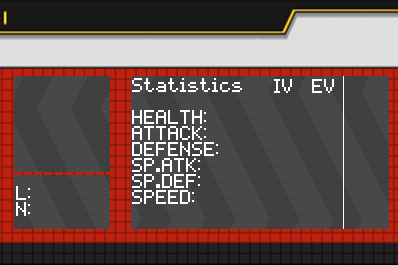 Statistics IV EV
HEALTH:
ATTACK:
DEFENSE:
SP.ATK:
SP.DEF:
SPEED:
L:
N: